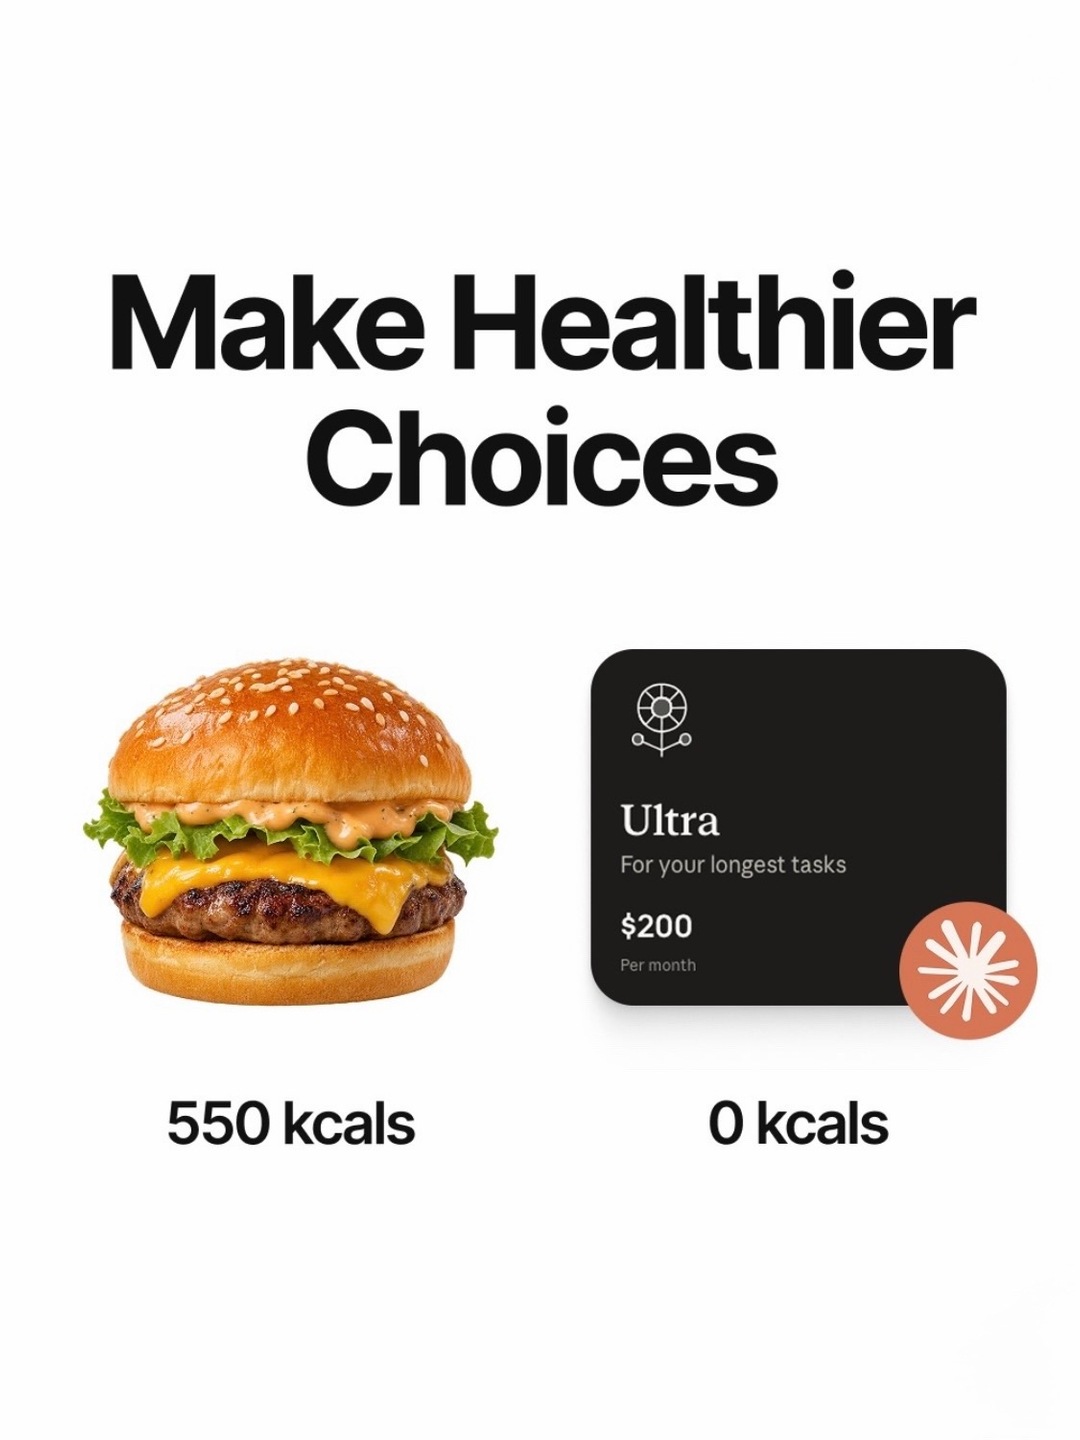 Make Healthier
Choices
Ultra
For your longest tasks
$200
Per month
550 kcals
0 kcals